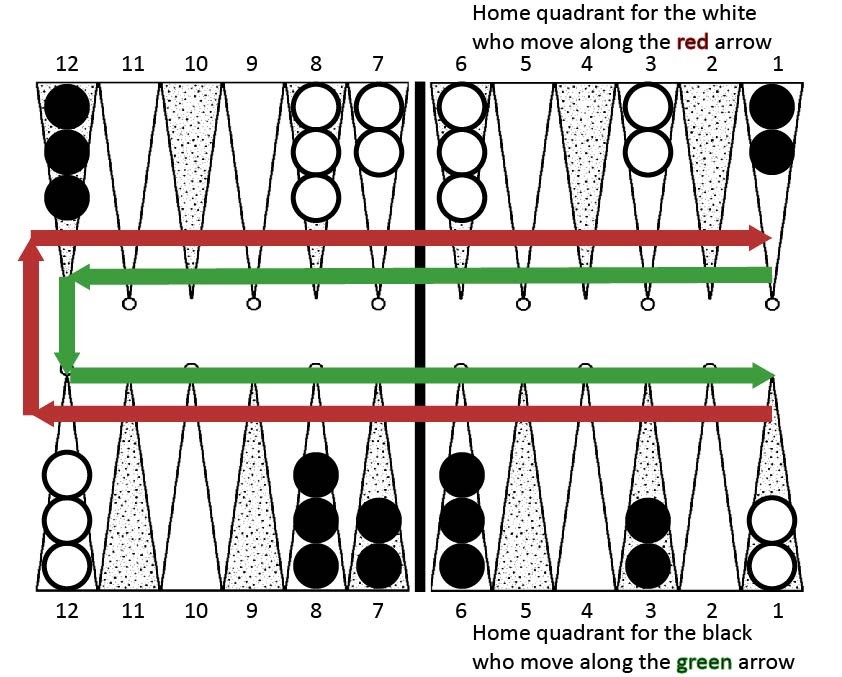 Home quadrant for the white
who move along the red arrow
12 11 10 9 8 7 6 5 4 3 2 1
12 11 10 9 8 7 6 5 4 3 2 1
Home quadrant for the black
who move along the green arrow